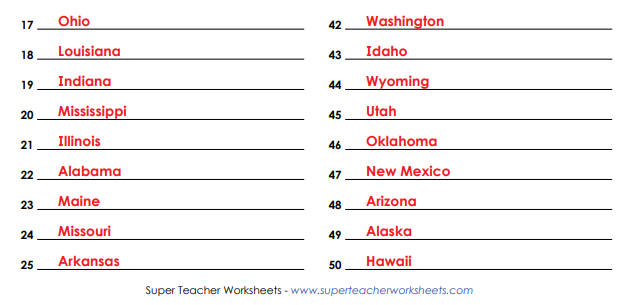 17 Ohio
18 Louisiana
19 Indiana
20 Mississippi
21 Illinois
22 Alabama
23 Maine
24 Missouri
25 Arkansas
42 Washington
43 Idaho
44 Wyoming
45 Utah
46 Oklahoma
47 New Mexico
48 Arizona
49 Alaska
50 Hawaii
Super Teacher Worksheets - www.superteacherworksheets.com